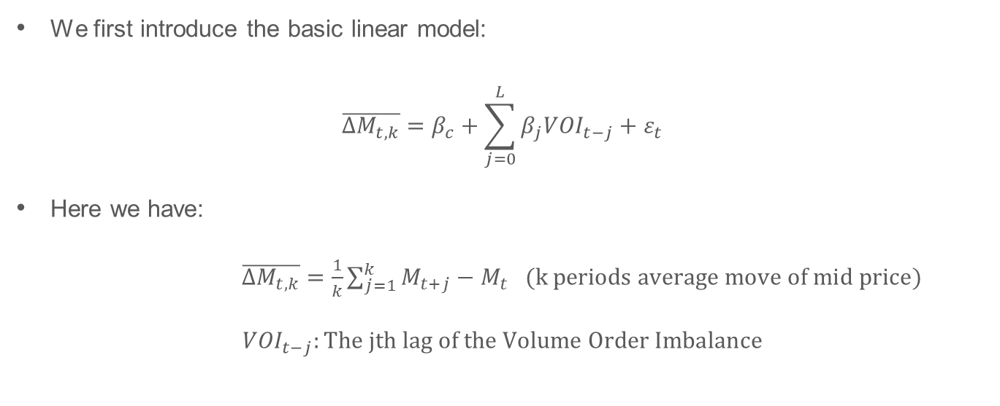 • We first introduce the basic linear model:
$\overline{\Delta M_{t,k}} = \beta_c + \sum_{j=0}^{L} \beta_j VOI_{t-j} + \varepsilon_t$
• Here we have:
$\overline{\Delta M_{t,k}} = \frac{1}{k} \sum_{j=1}^{k} M_{t+j} - M_t$ (k periods average move of mid price)
$VOI_{t-j}$: The jth lag of the Volume Order Imbalance